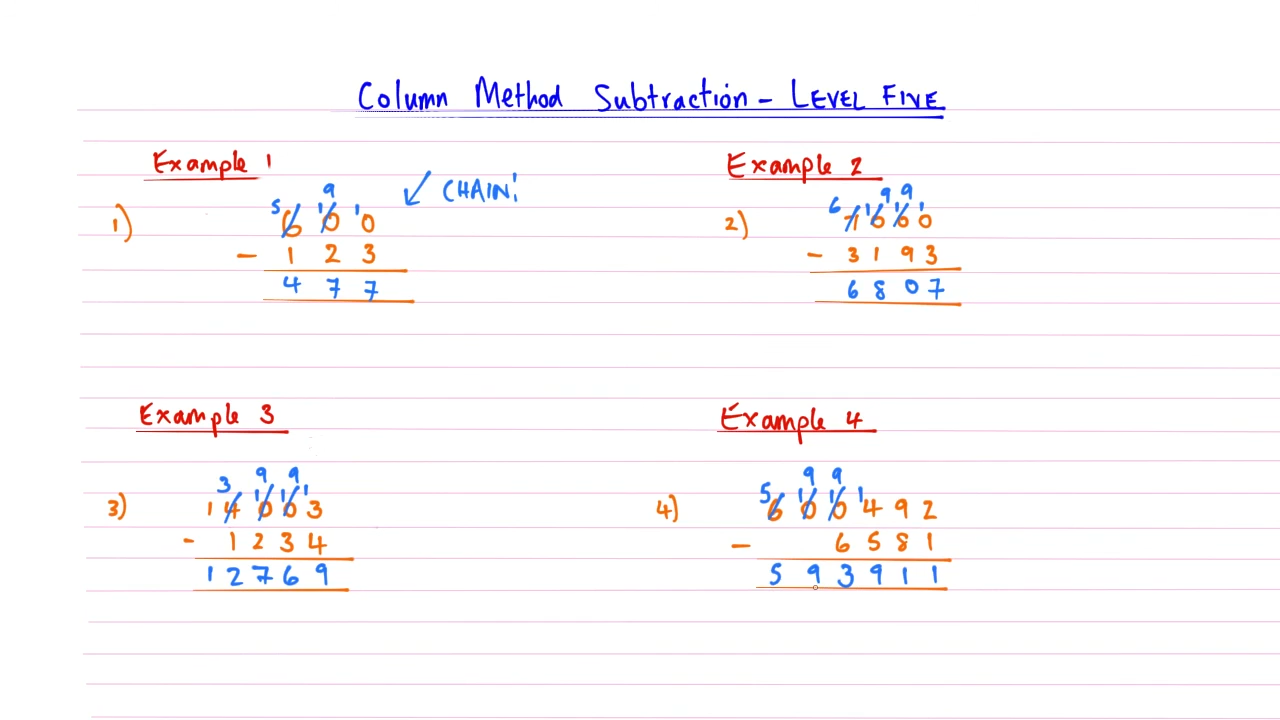 Column Method Subtraction - LEVEL FIVE
Example 1
CHAIN!
5 9
1) 6 10 10
- 1 2 3
4 7 7
Example 2
6 9 9
2) 7 10 10 10
- 3 1 9 3
6 8 0 7
Example 3
3 9 9
3) 1 4 10 10 13
- 1 2 3 4
1 2 7 6 9
Example 4
5 9 9
4) 6 10 10 14 9 2
- 6 5 8 1
5 9 3 9 1 1